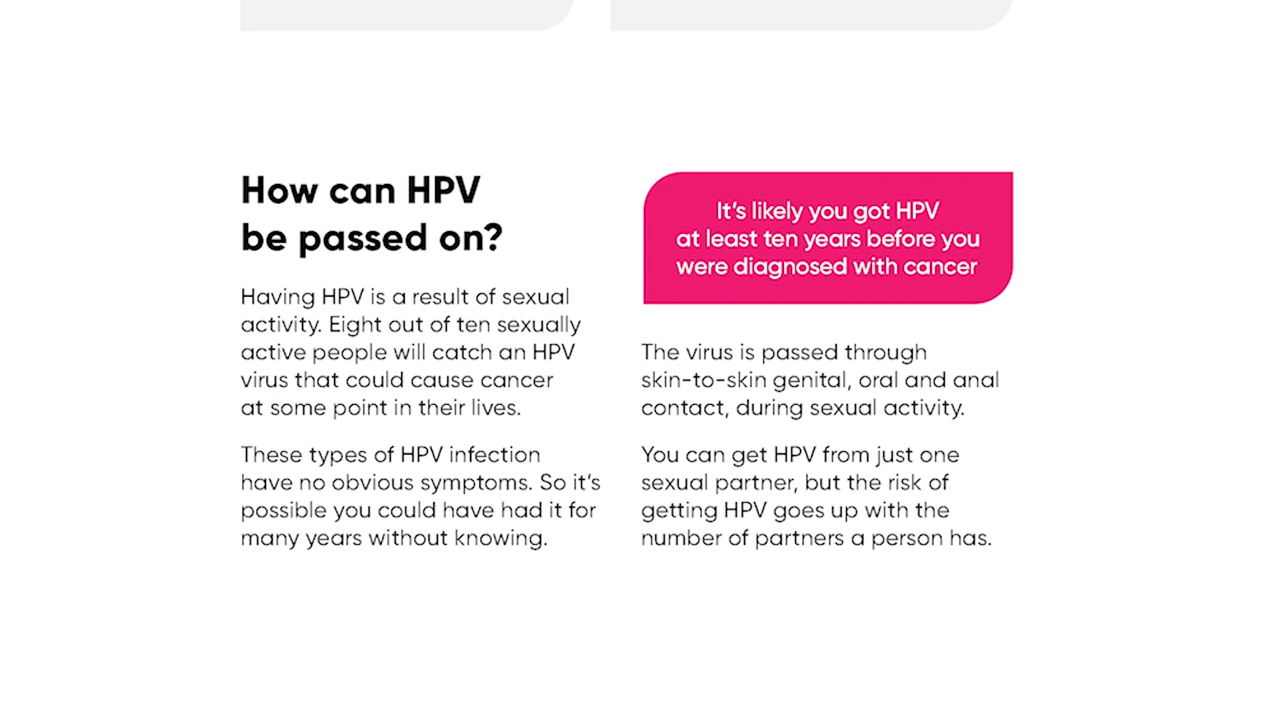 How can HPV
be passed on?
Having HPV is a result of sexual
activity. Eight out of ten sexually
active people will catch an HPV
virus that could cause cancer
at some point in their lives.
These types of HPV infection
have no obvious symptoms. So it's
possible you could have had it for
many years without knowing.
It's likely you got HPV
at least ten years before you
were diagnosed with cancer
The virus is passed through
skin-to-skin genital, oral and anal
contact, during sexual activity.
You can get HPV from just one
sexual partner, but the risk of
getting HPV goes up with the
number of partners a person has.